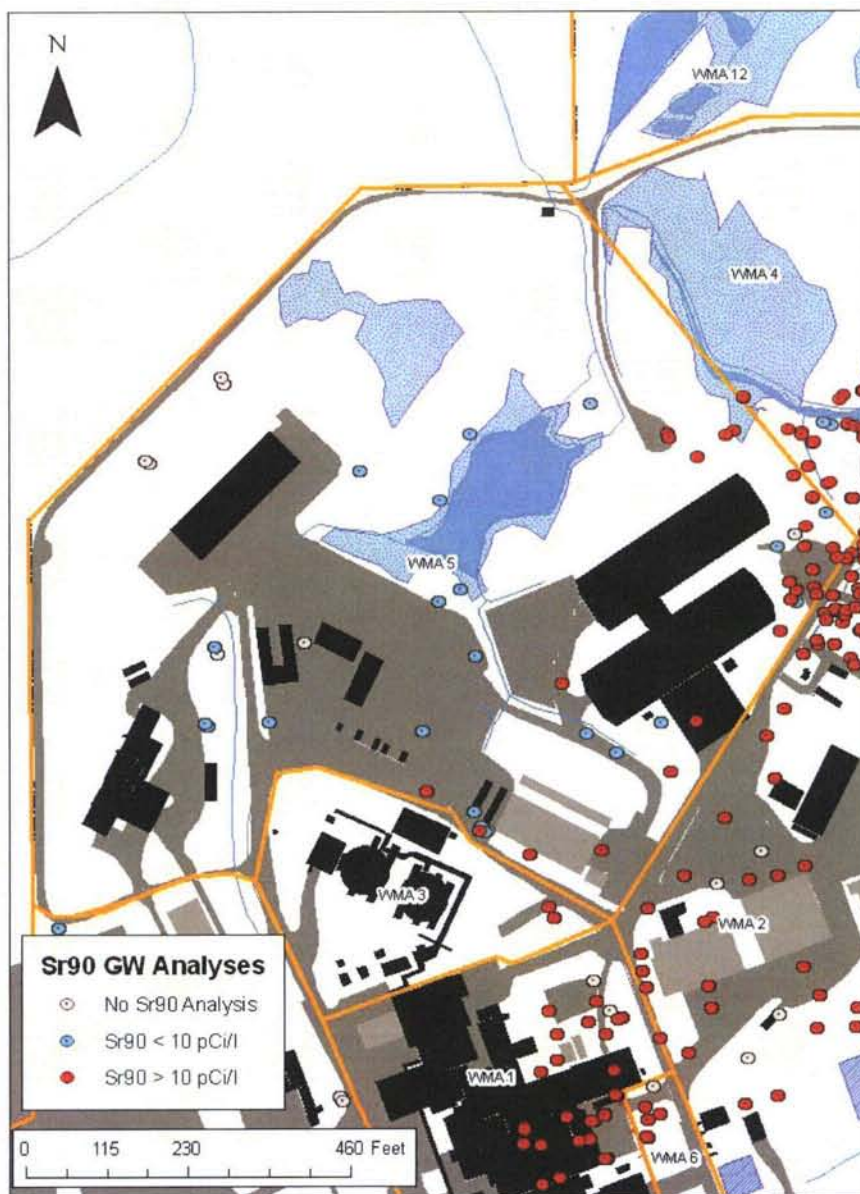 N
WMA 12
WMA 4
WMA 5
WMA 3
WMA 2
WMA 1
WMA 6
Sr90 GW Analyses
No Sr90 Analysis
Sr90 < 10 pCi/l
Sr90 > 10 pCi/l
0 115 230 460 Feet